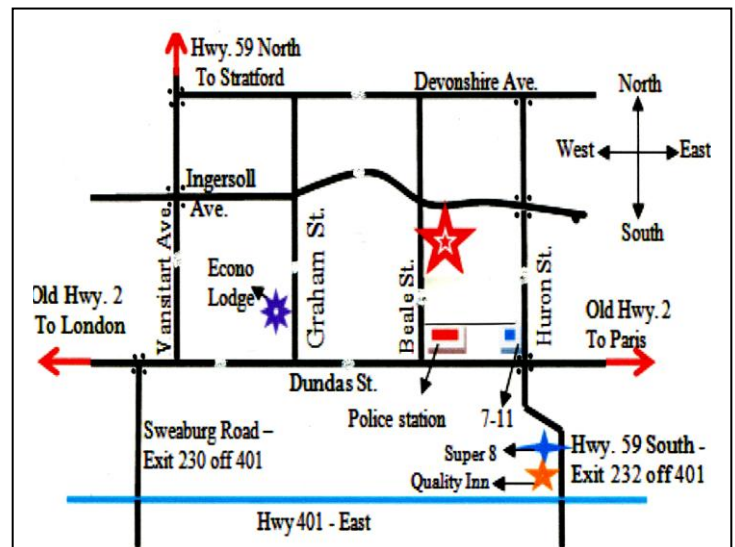 Hwy. 59 North
To Stratford
Devonshire Ave.
North
West
East
South
Ingersoll
Ave.
Vansitart Ave.
Graham St.
Beale St.
Huron St.
Econo
Lodge
Old Hwy. 2
To London
Old Hwy. 2
To Paris
Dundas St.
Police station
7-11
Sweaburg Road –
Exit 230 off 401
Super 8
Quality Inn
Hwy. 59 South -
Exit 232 off 401
Hwy 401 - East